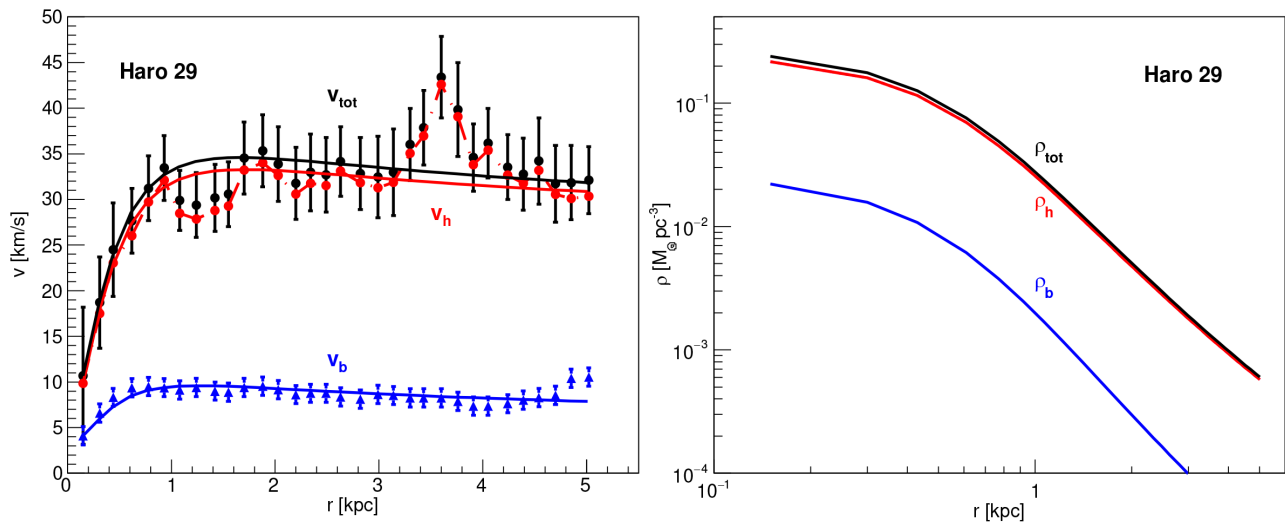 50
45
40
35
30
25
20
15
10
5
0
v [km/s]
Haro 29
v_tot
v_h
v_b
0 1 2 3 4 5
r [kpc]
10⁻¹
10⁻²
10⁻³
10⁻⁴
ρ [M⊕ pc⁻³]
Haro 29
ρ_tot
ρ_h
ρ_b
10⁻¹ 1
r [kpc]